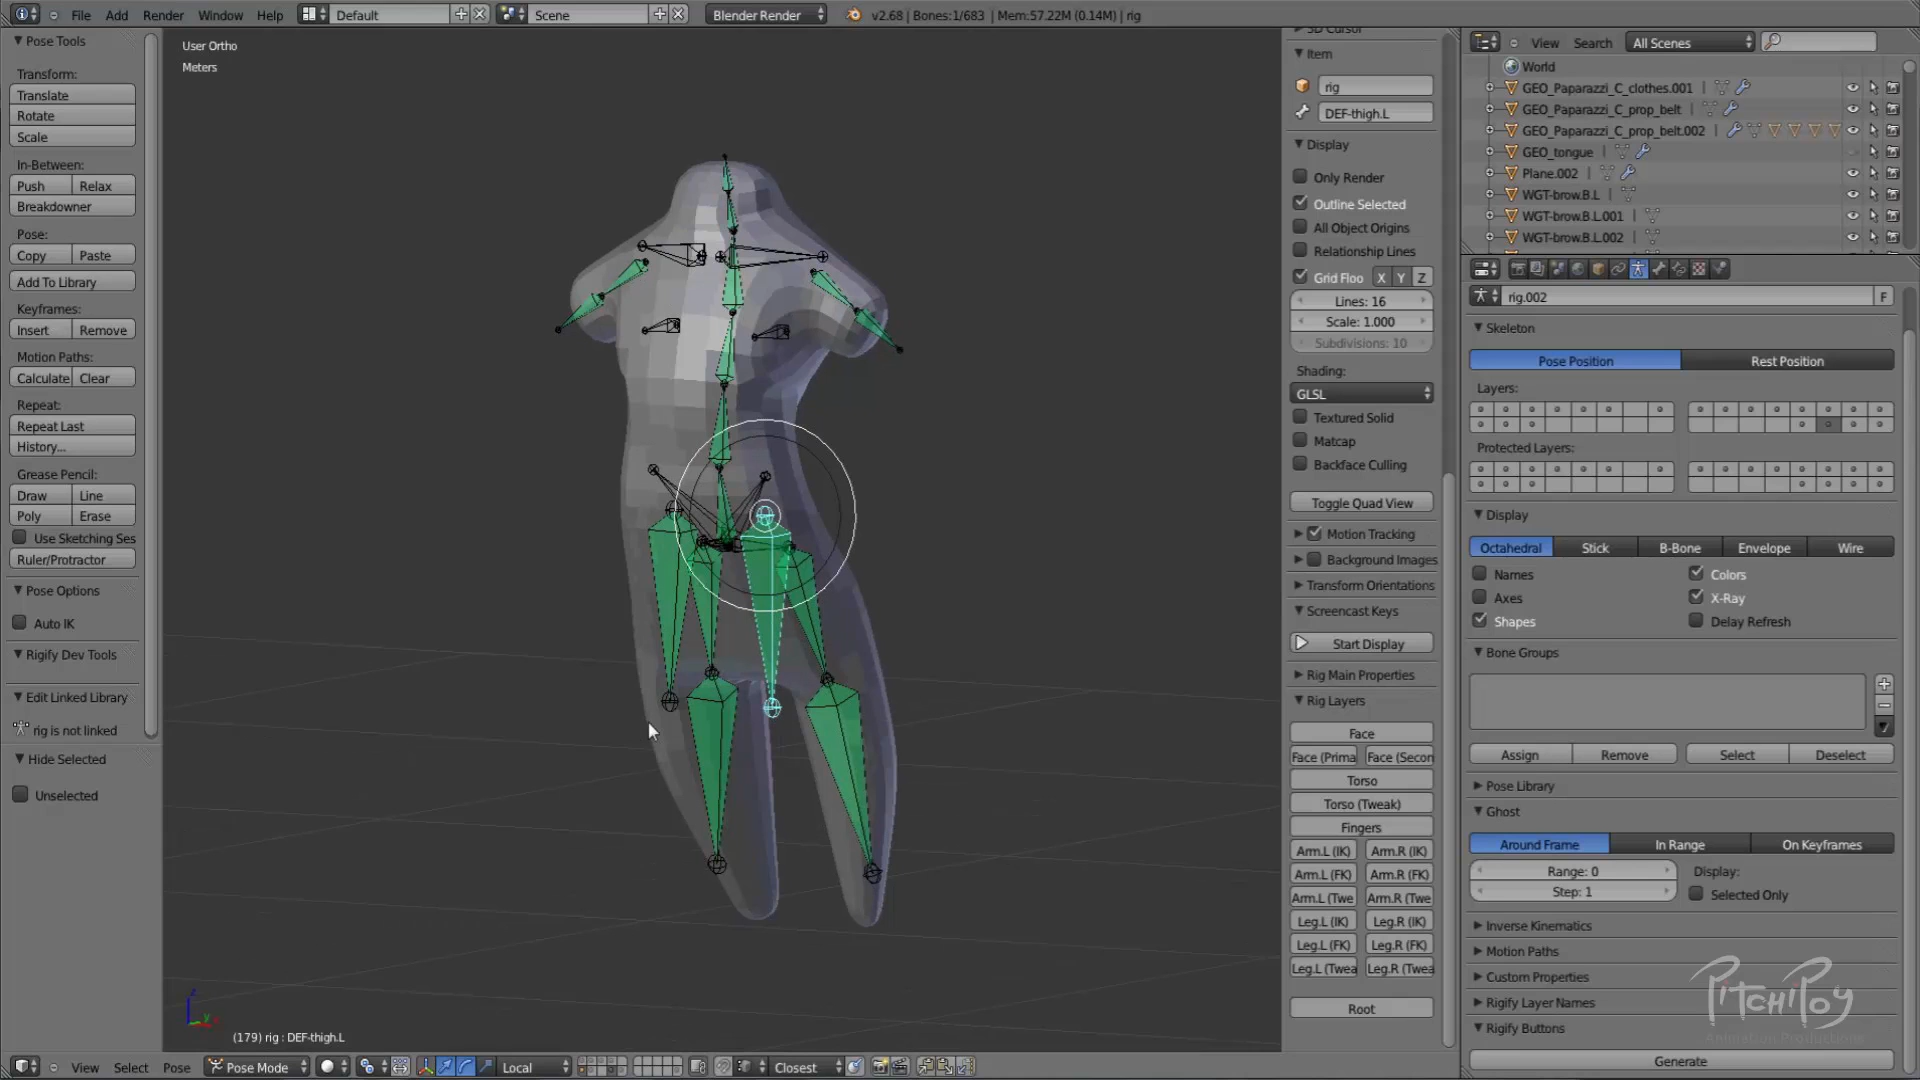 File Add Render Window Help Default Scene Blender Render v2.68 | Bones:1/683 | Mem:57.22M (0.14M) | rig
Pose Tools
Transform:
Translate
Rotate
Scale
In-Between:
Push Relax
Breakdowner
Pose:
Copy Paste
Add To Library
Keyframes:
Insert Remove
Motion Paths:
Calculate Clear
Repeat:
Repeat Last
History...
Grease Pencil:
Draw Line
Poly Erase
Use Sketching Ses
Ruler/Protractor
Pose Options
Auto IK
Rigify Dev Tools
Edit Linked Library
rig is not linked
Hide Selected
Unselected
User Ortho
Meters
(179) rig : DEF-thigh.L
View Select Pose Pose Mode Local Closest
3D Cursor
Item
rig
DEF-thigh.L
Display
Only Render
Outline Selected
All Object Origins
Relationship Lines
Grid Floo X Y Z
Lines: 16
Scale: 1.000
Subdivisions: 10
Shading:
GLSL
Textured Solid
Matcap
Backface Culling
Toggle Quad View
Motion Tracking
Background Images
Transform Orientations
Screencast Keys
Start Display
Rig Main Properties
Rig Layers
Face
Face (Prima Face (Secon
Torso
Torso (Tweak)
Fingers
Arm.L (IK) Arm.R (IK)
Arm.L (FK) Arm.R (FK)
Arm.L (Twe Arm.R (Twe
Leg.L (IK) Leg.R (IK)
Leg.L (FK) Leg.R (FK)
Leg.L (Twea Leg.R (Twea
Root
View Search All Scenes
World
GEO_Paparazzi_C_clothes.001
GEO_Paparazzi_C_prop_belt
GEO_Paparazzi_C_prop_belt.002
GEO_tongue
Plane.002
WGT-brow.B.L
WGT-brow.B.L.001
WGT-brow.B.L.002
rig.002 F
Skeleton
Pose Position Rest Position
Layers:
Protected Layers:
Display
Octahedral Stick B-Bone Envelope Wire
Names Colors
Axes X-Ray
Shapes Delay Refresh
Bone Groups
Assign Remove Select Deselect
Pose Library
Ghost
Around Frame In Range On Keyframes
Range: 0 Display:
Step: 1 Selected Only
Inverse Kinematics
Motion Paths
Custom Properties
Rigify Layer Names
Rigify Buttons
Generate
PitchiPoy
Animation Productions